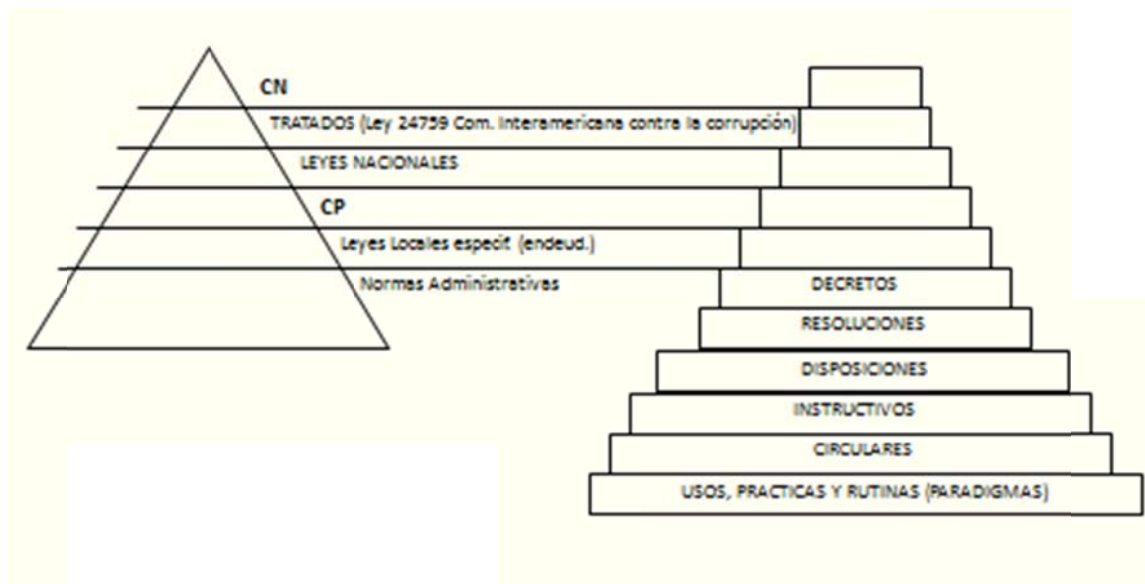 CN
TRATADOS (Ley 24759 Com. Interamericana contra la corrupción)
LEYES NACIONALES
CP
Leyes Locales especif. (endeud.)
Normas Administrativas
DECRETOS
RESOLUCIONES
DISPOSICIONES
INSTRUCTIVOS
CIRCULARES
USOS, PRACTICAS Y RUTINAS (PARADIGMAS)